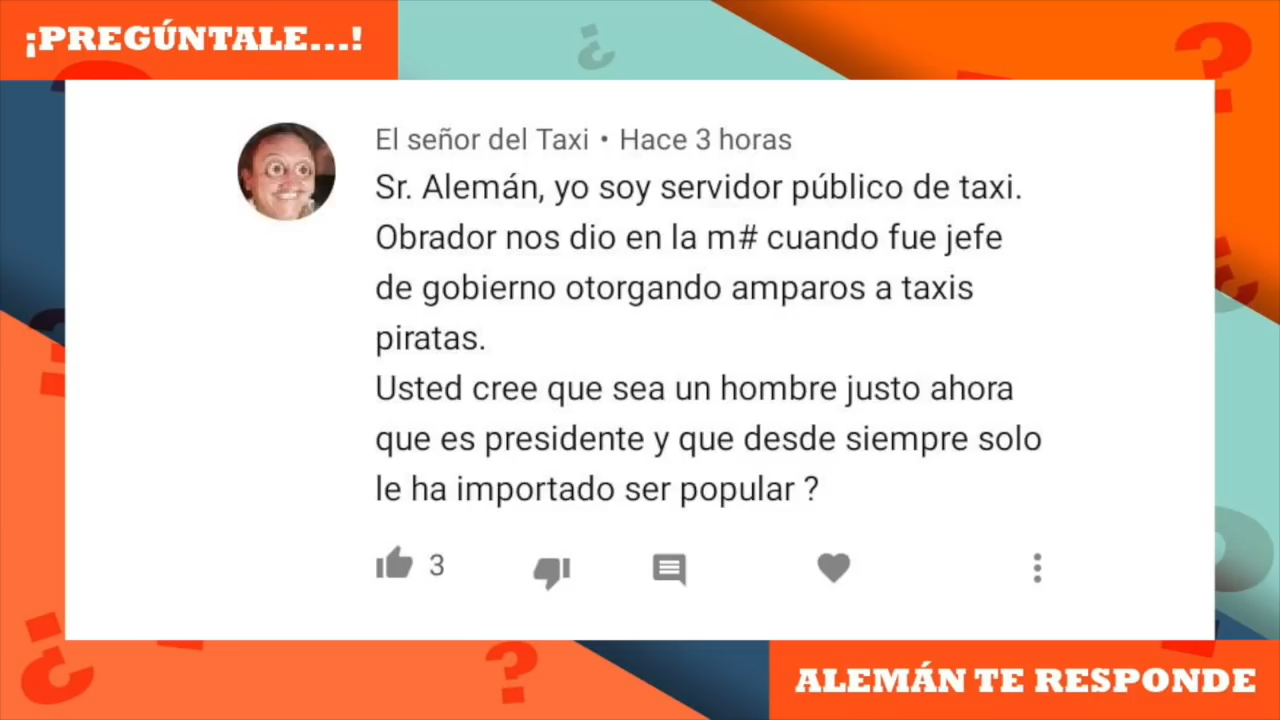 ¡PREGÚNTALE...!
El señor del Taxi • Hace 3 horas
Sr. Alemán, yo soy servidor público de taxi.
Obrador nos dio en la m# cuando fue jefe
de gobierno otorgando amparos a taxis
piratas.
Usted cree que sea un hombre justo ahora
que es presidente y que desde siempre solo
le ha importado ser popular ?
3
ALEMÁN TE RESPONDE